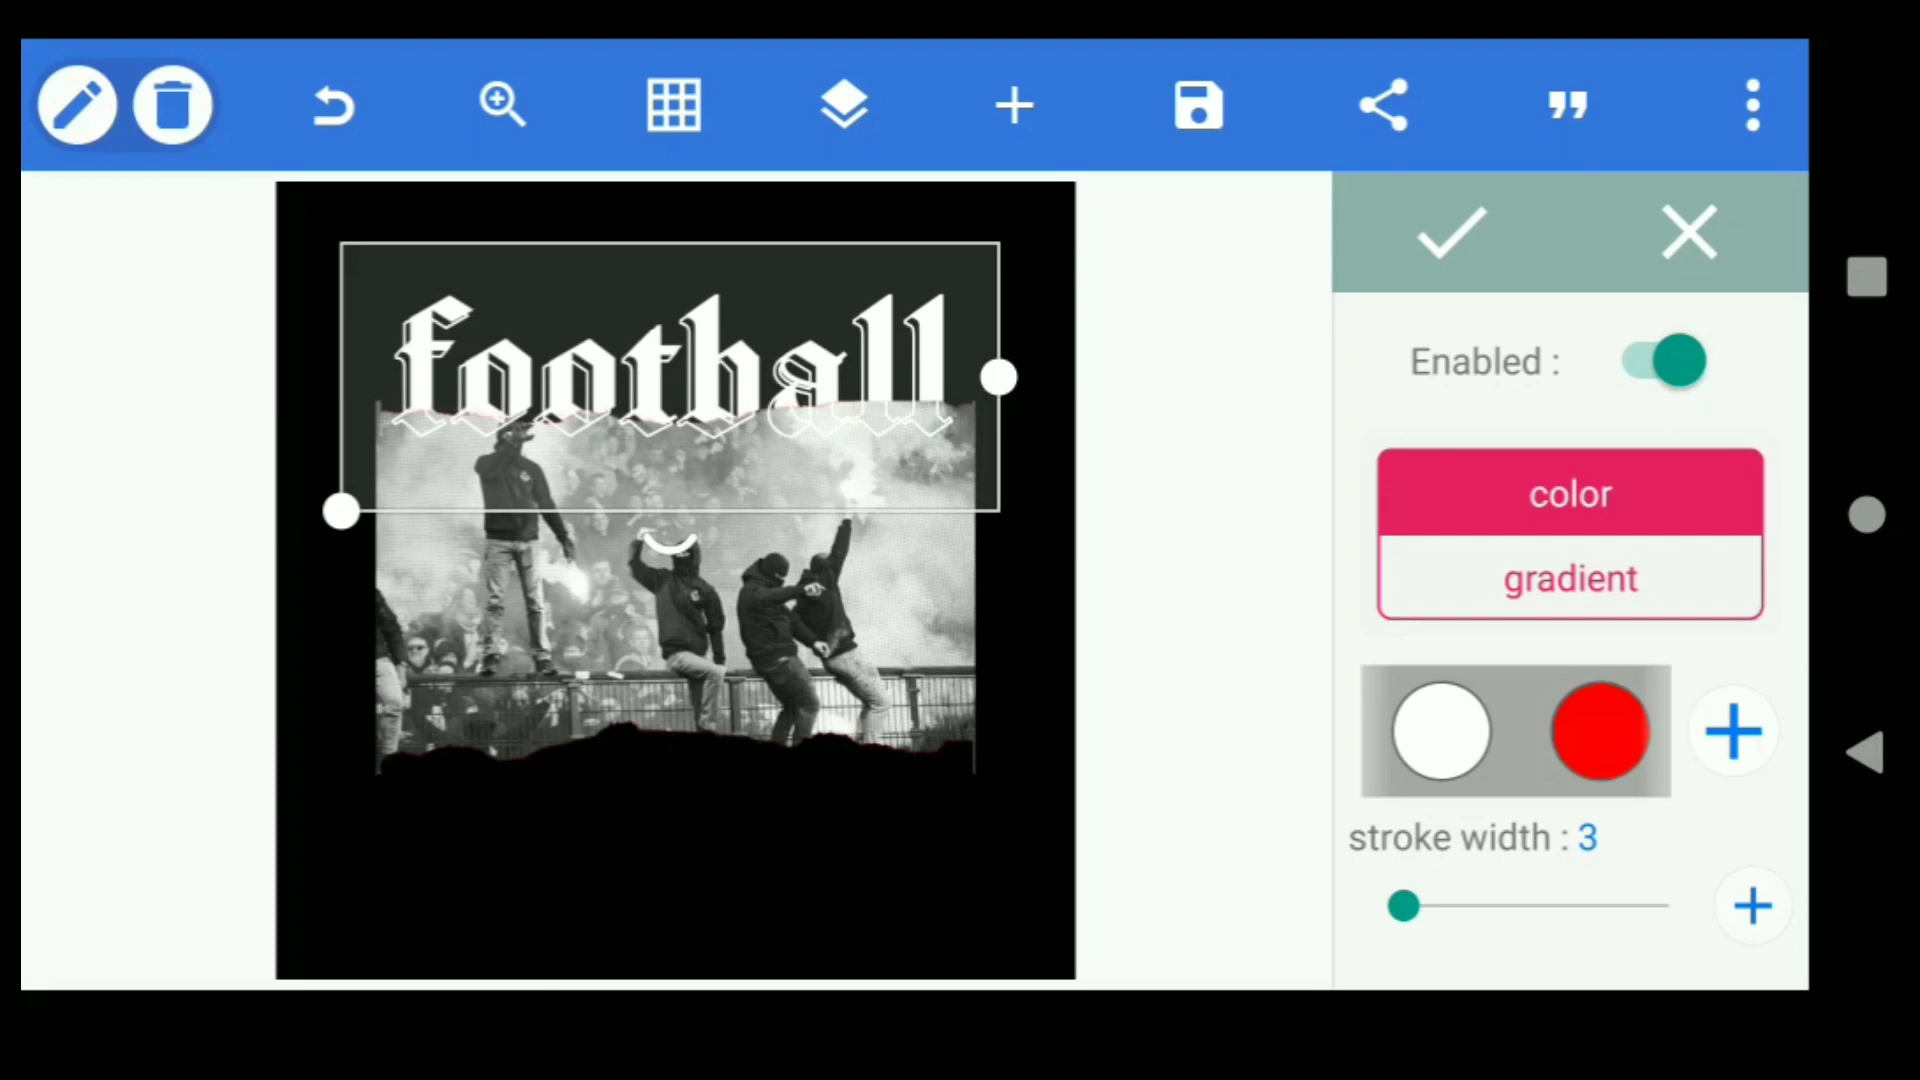 football
Enabled :
color
gradient
stroke width : 3